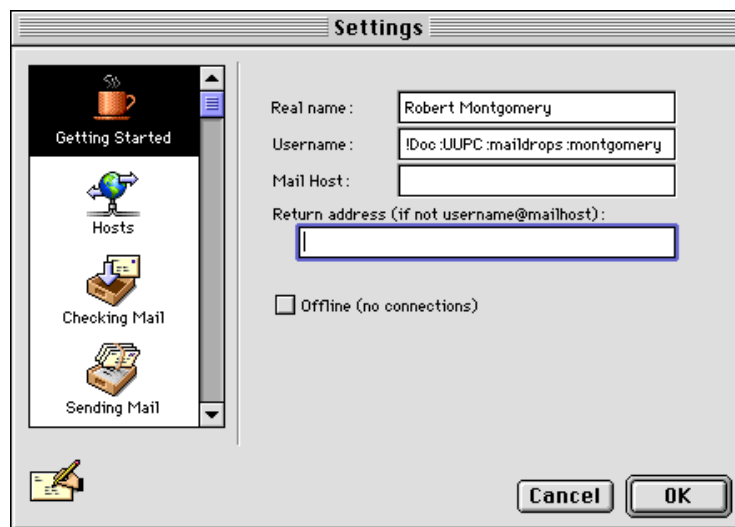 Settings
Getting Started
Hosts
Checking Mail
Sending Mail
Real name:
Robert Montgomery
Username:
!Doc:UUPC:maildrops:montgomery
Mail Host:
Return address (if not username@mailhost):
Offline (no connections)
Cancel
OK